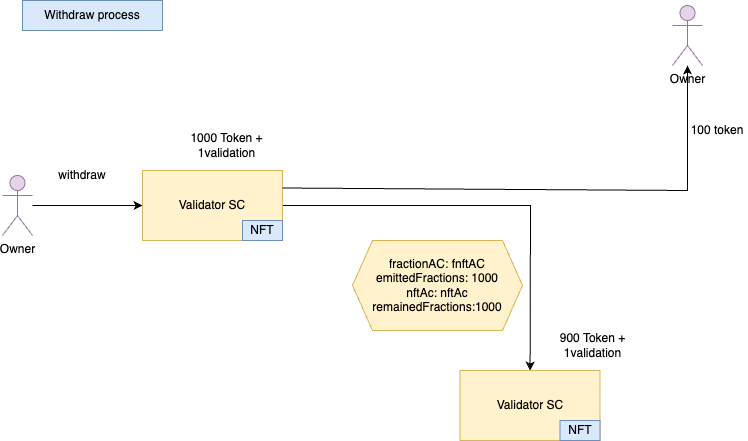 Withdraw process
Owner
100 token
1000 Token +
1validation
withdraw
Validator SC
NFT
Owner
fractionAC: fnftAC
emittedFractions: 1000
nftAc: nftAc
remainedFractions:1000
900 Token +
1validation
Validator SC
NFT